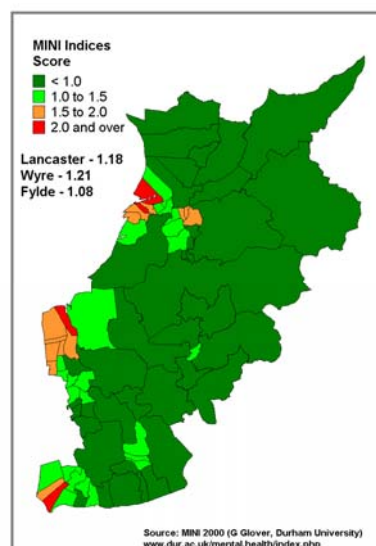 MINI Indices
Score
< 1.0
1.0 to 1.5
1.5 to 2.0
2.0 and over
Lancaster - 1.18
Wyre - 1.21
Fylde - 1.08
Source: MINI 2000 (G Glover, Durham University)
www.dur.ac.uk/mental.health/index.php